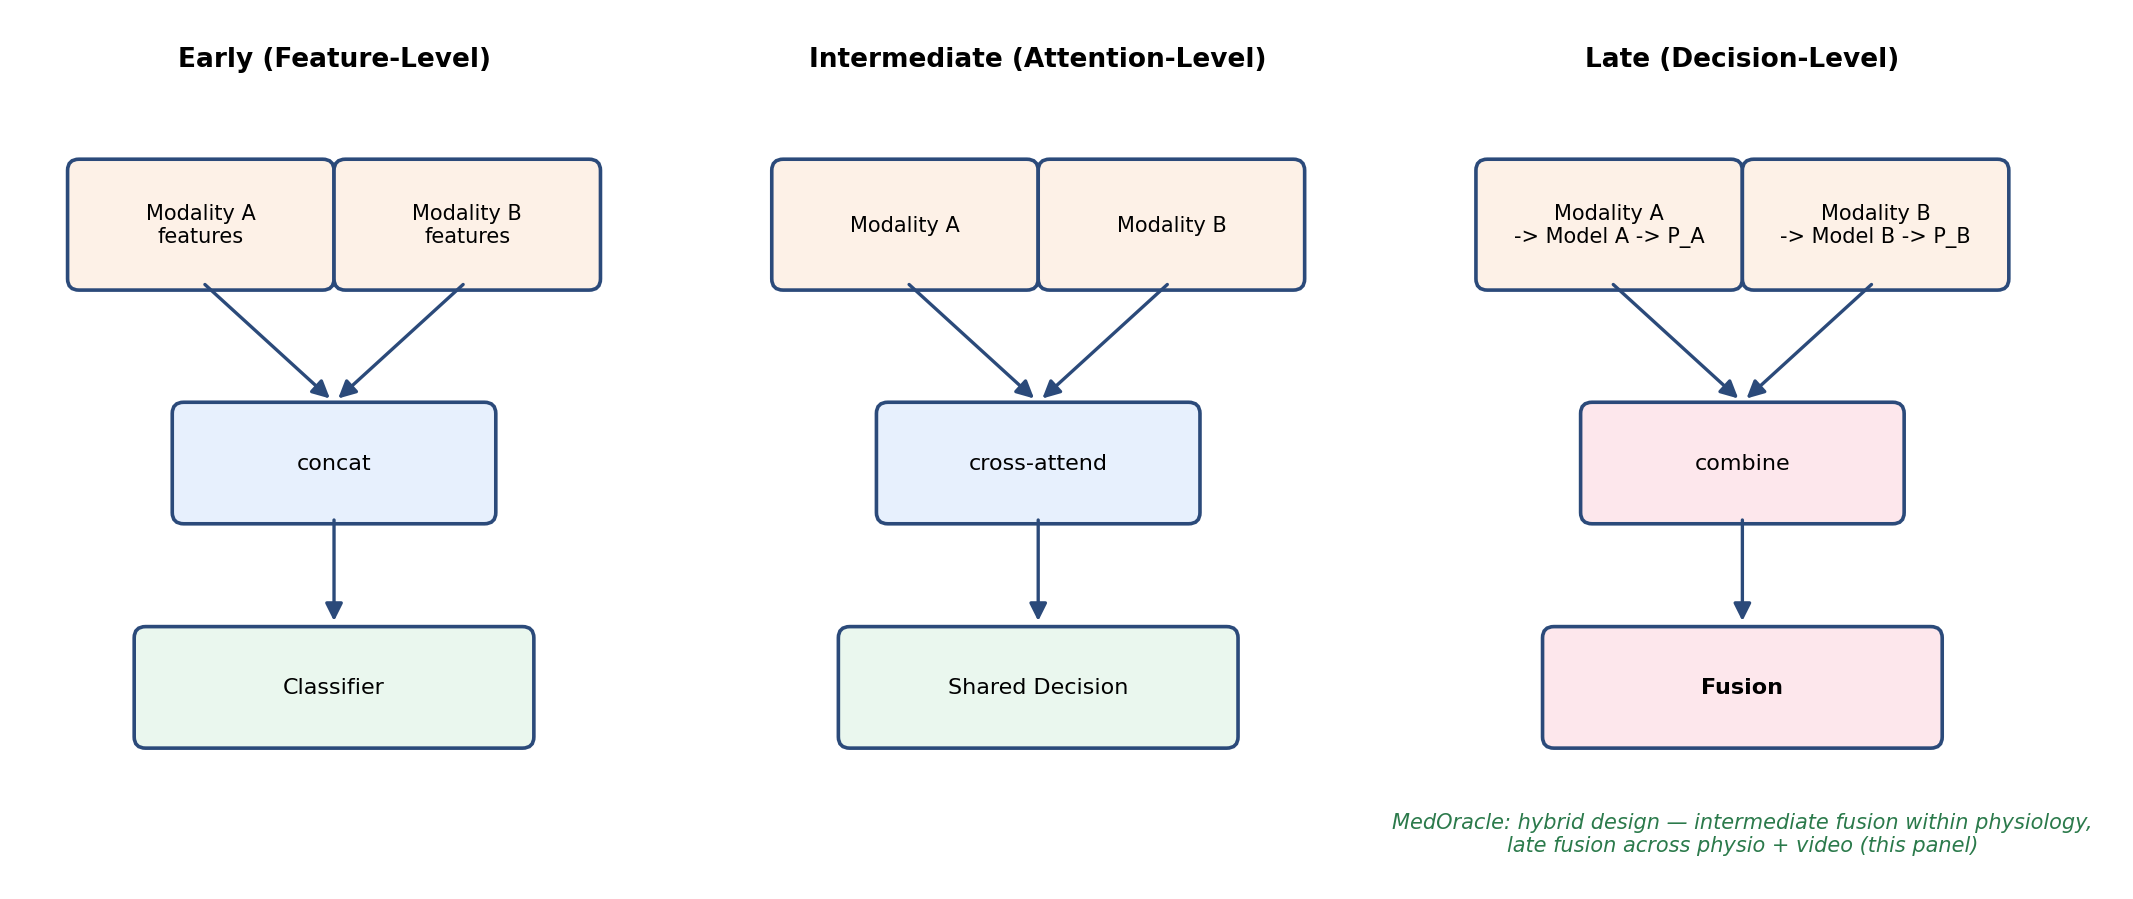 Early (Feature-Level)
Modality A
features
Modality B
features
concat
Classifier
Intermediate (Attention-Level)
Modality A
Modality B
cross-attend
Shared Decision
Late (Decision-Level)
Modality A
-> Model A -> P_A
Modality B
-> Model B -> P_B
combine
Fusion
MedOracle: hybrid design — intermediate fusion within physiology,
late fusion across physio + video (this panel)